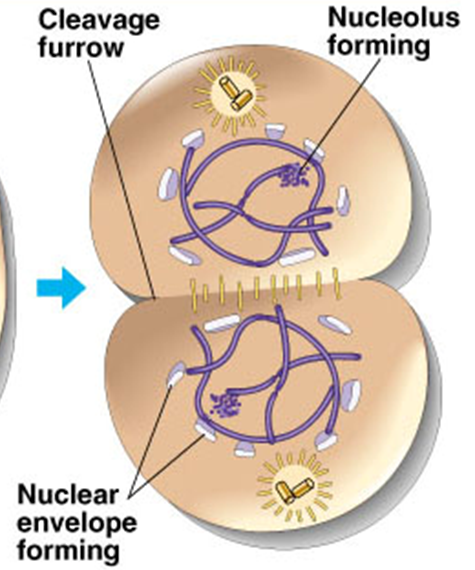 Cleavage
furrow
Nucleolus
forming
Nuclear
envelope
forming